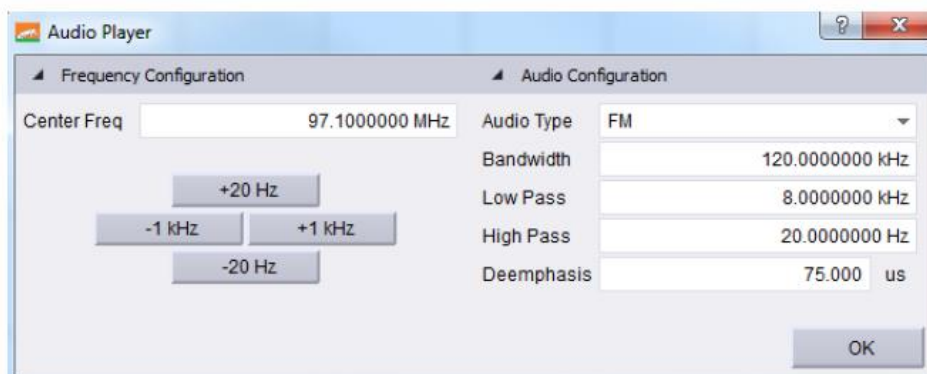 Audio Player
Frequency Configuration
Center Freq 97.1000000 MHz
+20 Hz
-1 kHz +1 kHz
-20 Hz
Audio Configuration
Audio Type FM
Bandwidth 120.0000000 kHz
Low Pass 8.0000000 kHz
High Pass 20.0000000 Hz
Deemphasis 75.000 us
OK